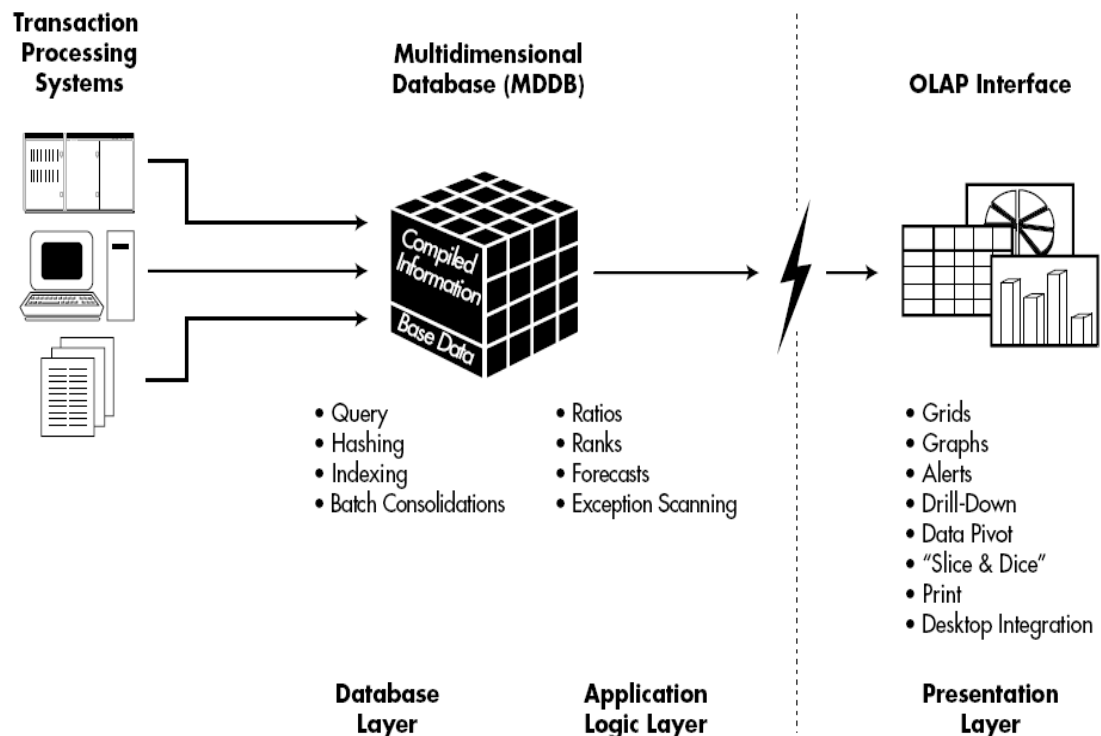 Transaction
Processing
Systems
Multidimensional
Database (MDDB)
OLAP Interface
Compiled
Information
Base Data
• Query
• Hashing
• Indexing
• Batch Consolidations
• Ratios
• Ranks
• Forecasts
• Exception Scanning
• Grids
• Graphs
• Alerts
• Drill-Down
• Data Pivot
• “Slice & Dice”
• Print
• Desktop Integration
Database
Layer
Application
Logic Layer
Presentation
Layer